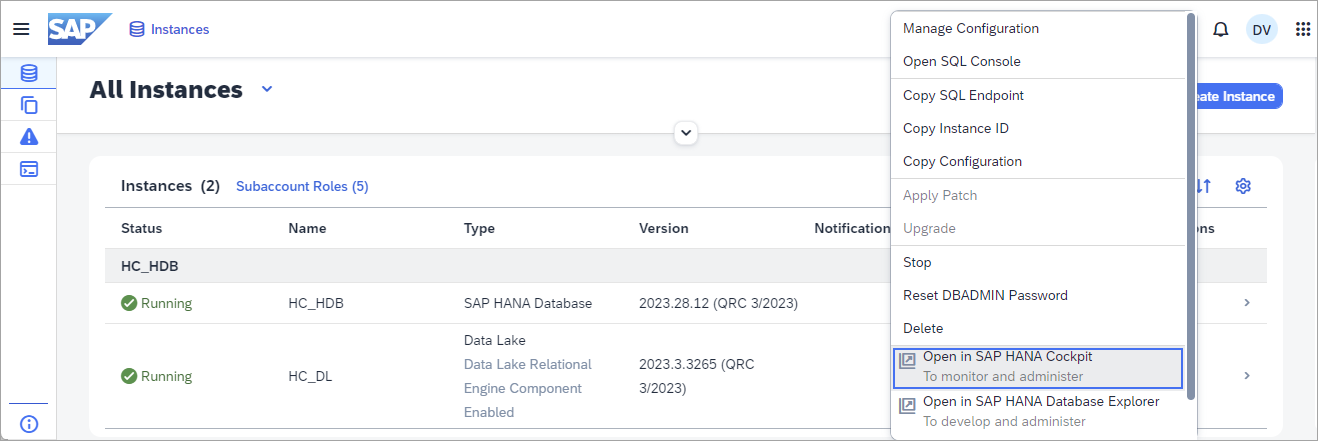 SAP
Instances
DV
All Instances
ate Instance
Instances (2)
Subaccount Roles (5)
Status
Name
Type
Version
Notification
ns
HC_HDB
Running
HC_HDB
SAP HANA Database
2023.28.12 (QRC 3/2023)
Running
HC_DL
Data Lake
Data Lake Relational
Engine Component
Enabled
2023.3.3265 (QRC
3/2023)
Manage Configuration
Open SQL Console
Copy SQL Endpoint
Copy Instance ID
Copy Configuration
Apply Patch
Upgrade
Stop
Reset DBADMIN Password
Delete
Open in SAP HANA Cockpit
To monitor and administer
Open in SAP HANA Database Explorer
To develop and administer